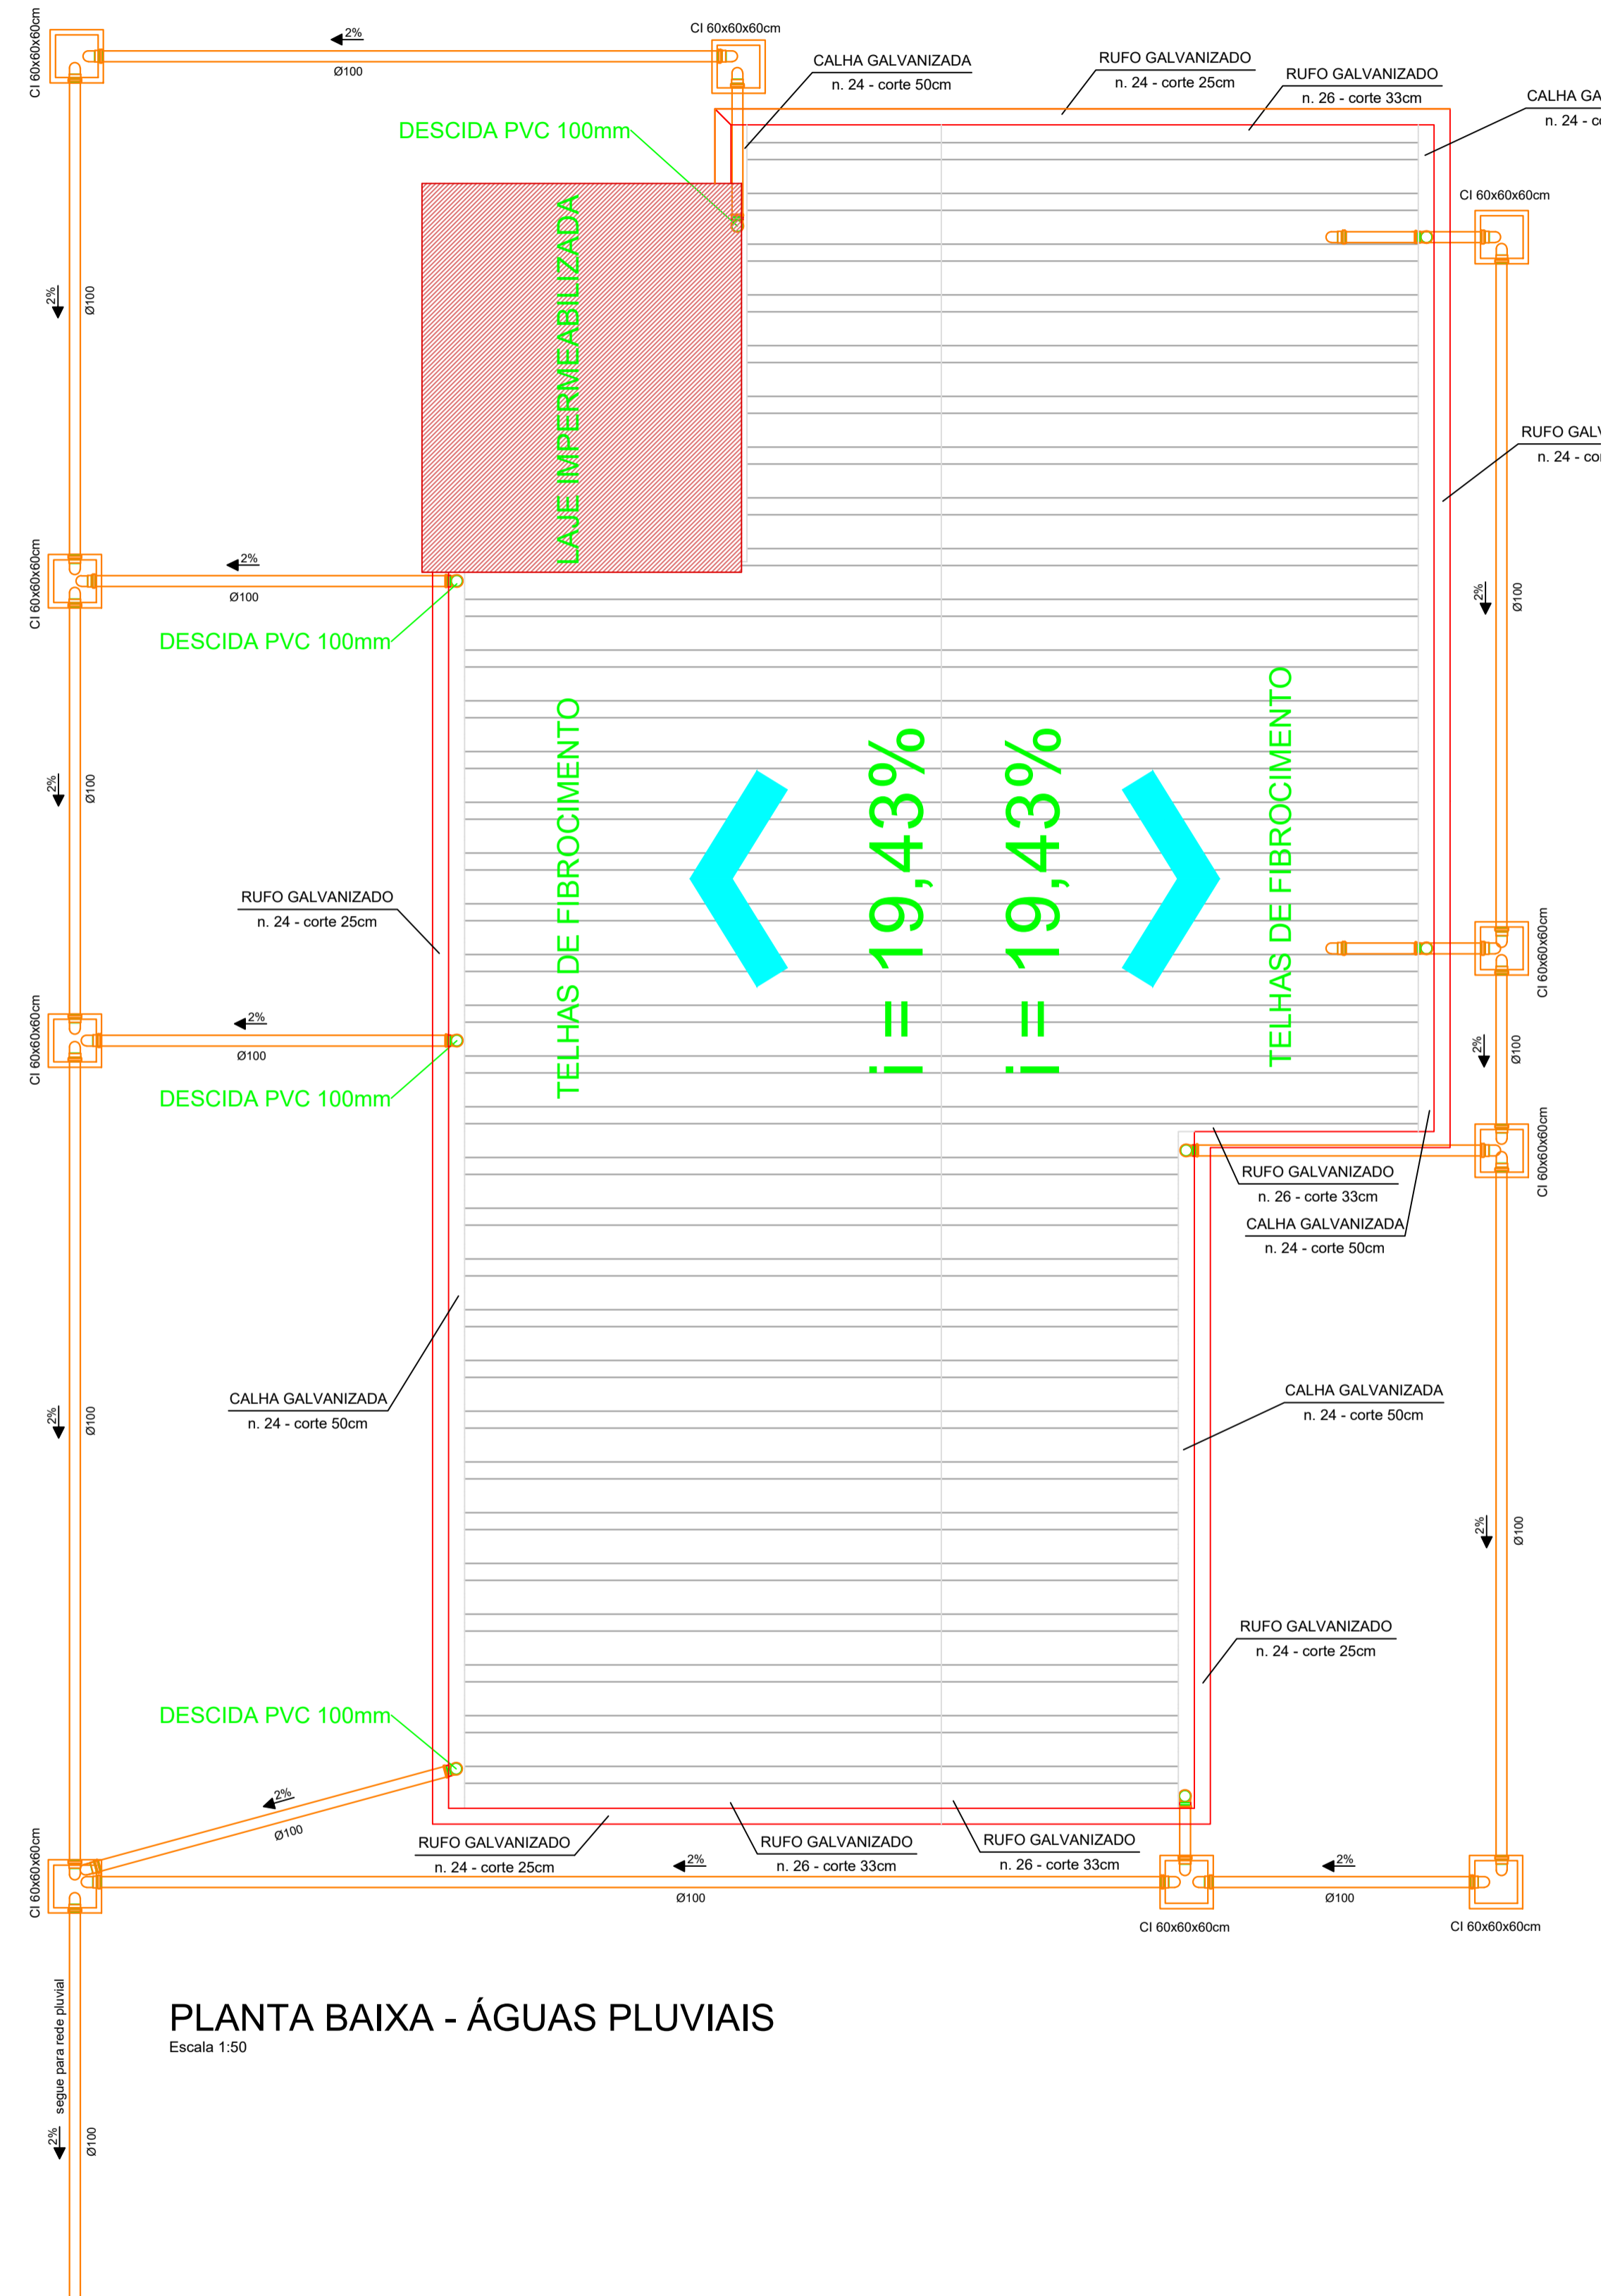 CI 60x60x60cm
2%
Ø100
CI 60x60x60cm
CALHA GALVANIZADA
n. 24 - corte 50cm
RUFO GALVANIZADO
n. 24 - corte 25cm
RUFO GALVANIZADO
n. 26 - corte 33cm
CALHA GA
n. 24 - c
DESCIDA PVC 100mm
CI 60x60x60cm
LAJE IMPERMEABILIZADA
2%
Ø100
RUFO GAL
n. 24 - co
CI 60x60x60cm
2%
Ø100
DESCIDA PVC 100mm
2%
Ø100
2%
Ø100
TELHAS DE FIBROCIMENTO
i = 19,43%
i = 19,43%
TELHAS DE FIBROCIMENTO
RUFO GALVANIZADO
n. 24 - corte 25cm
CI 60x60x60cm
CI 60x60x60cm
2%
Ø100
2%
Ø100
DESCIDA PVC 100mm
CI 60x60x60cm
RUFO GALVANIZADO
n. 26 - corte 33cm
CALHA GALVANIZADA
n. 24 - corte 50cm
CALHA GALVANIZADA
n. 24 - corte 50cm
CALHA GALVANIZADA
n. 24 - corte 50cm
2%
Ø100
2%
Ø100
RUFO GALVANIZADO
n. 24 - corte 25cm
DESCIDA PVC 100mm
2%
Ø100
CI 60x60x60cm
RUFO GALVANIZADO
n. 24 - corte 25cm
RUFO GALVANIZADO
n. 26 - corte 33cm
RUFO GALVANIZADO
n. 26 - corte 33cm
2%
Ø100
2%
Ø100
CI 60x60x60cm
CI 60x60x60cm
segue para rede pluvial
2%
Ø100
PLANTA BAIXA - ÁGUAS PLUVIAIS
Escala 1:50